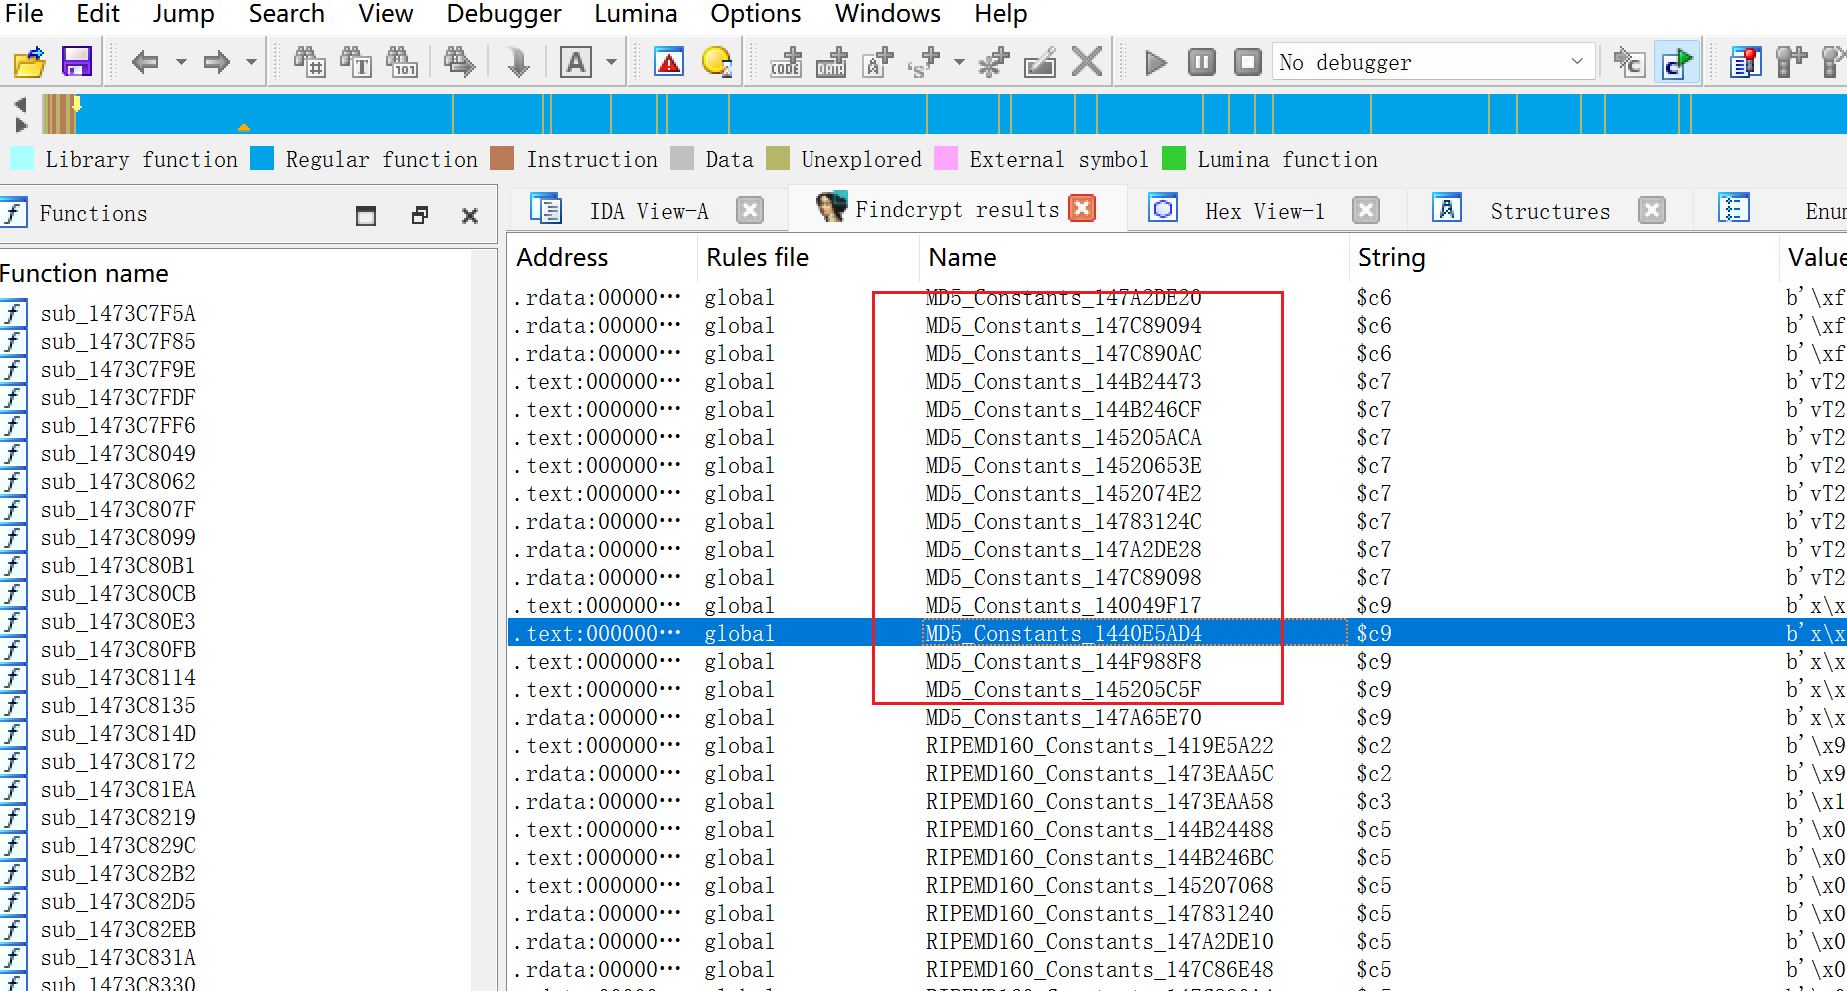 File Edit Jump Search View Debugger Lumina Options Windows Help
No debugger
Library function Regular function Instruction Data Unexplored External symbol Lumina function
Functions
IDA View-A Findcrypt results Hex View-1 Structures Enum
Function name
sub_1473C7F5A
sub_1473C7F85
sub_1473C7F9E
sub_1473C7FDF
sub_1473C7FF6
sub_1473C8049
sub_1473C8062
sub_1473C807F
sub_1473C8099
sub_1473C80B1
sub_1473C80CB
sub_1473C80E3
sub_1473C80FB
sub_1473C8114
sub_1473C8135
sub_1473C814D
sub_1473C8172
sub_1473C81EA
sub_1473C8219
sub_1473C829C
sub_1473C82B2
sub_1473C82D5
sub_1473C82EB
sub_1473C831A
sub_1473C8330
Address Rules file Name String Value
.rdata:00000··· global MD5_Constants_147A2DE20 $c6 b'\xf
.rdata:00000··· global MD5_Constants_147C89094 $c6 b'\xf
.rdata:00000··· global MD5_Constants_147C890AC $c6 b'\xf
.text:000000··· global MD5_Constants_144B24473 $c7 b'vT2
.text:000000··· global MD5_Constants_144B246CF $c7 b'vT2
.text:000000··· global MD5_Constants_145205ACA $c7 b'vT2
.text:000000··· global MD5_Constants_14520653E $c7 b'vT2
.text:000000··· global MD5_Constants_1452074E2 $c7 b'vT2
.rdata:00000··· global MD5_Constants_14783124C $c7 b'vT2
.rdata:00000··· global MD5_Constants_147A2DE28 $c7 b'vT2
.rdata:00000··· global MD5_Constants_147C89098 $c7 b'vT2
.text:000000··· global MD5_Constants_140049F17 $c9 b'x\x
.text:000000··· global MD5_Constants_1440E5AD4 $c9 b'x\x
.text:000000··· global MD5_Constants_144F988F8 $c9 b'x\x
.text:000000··· global MD5_Constants_145205C5F $c9 b'x\x
.rdata:00000··· global MD5_Constants_147A65E70 $c9 b'x\x
.text:000000··· global RIPEMD160_Constants_1419E5A22 $c2 b'\x9
.rdata:00000··· global RIPEMD160_Constants_1473EAA5C $c2 b'\x9
.rdata:00000··· global RIPEMD160_Constants_1473EAA58 $c3 b'\x1
.text:000000··· global RIPEMD160_Constants_144B24488 $c5 b'\x0
.text:000000··· global RIPEMD160_Constants_144B246BC $c5 b'\x0
.text:000000··· global RIPEMD160_Constants_145207068 $c5 b'\x0
.rdata:00000··· global RIPEMD160_Constants_147831240 $c5 b'\x0
.rdata:00000··· global RIPEMD160_Constants_147A2DE10 $c5 b'\x0
.rdata:00000··· global RIPEMD160_Constants_147C86E48 $c5 b'\x0